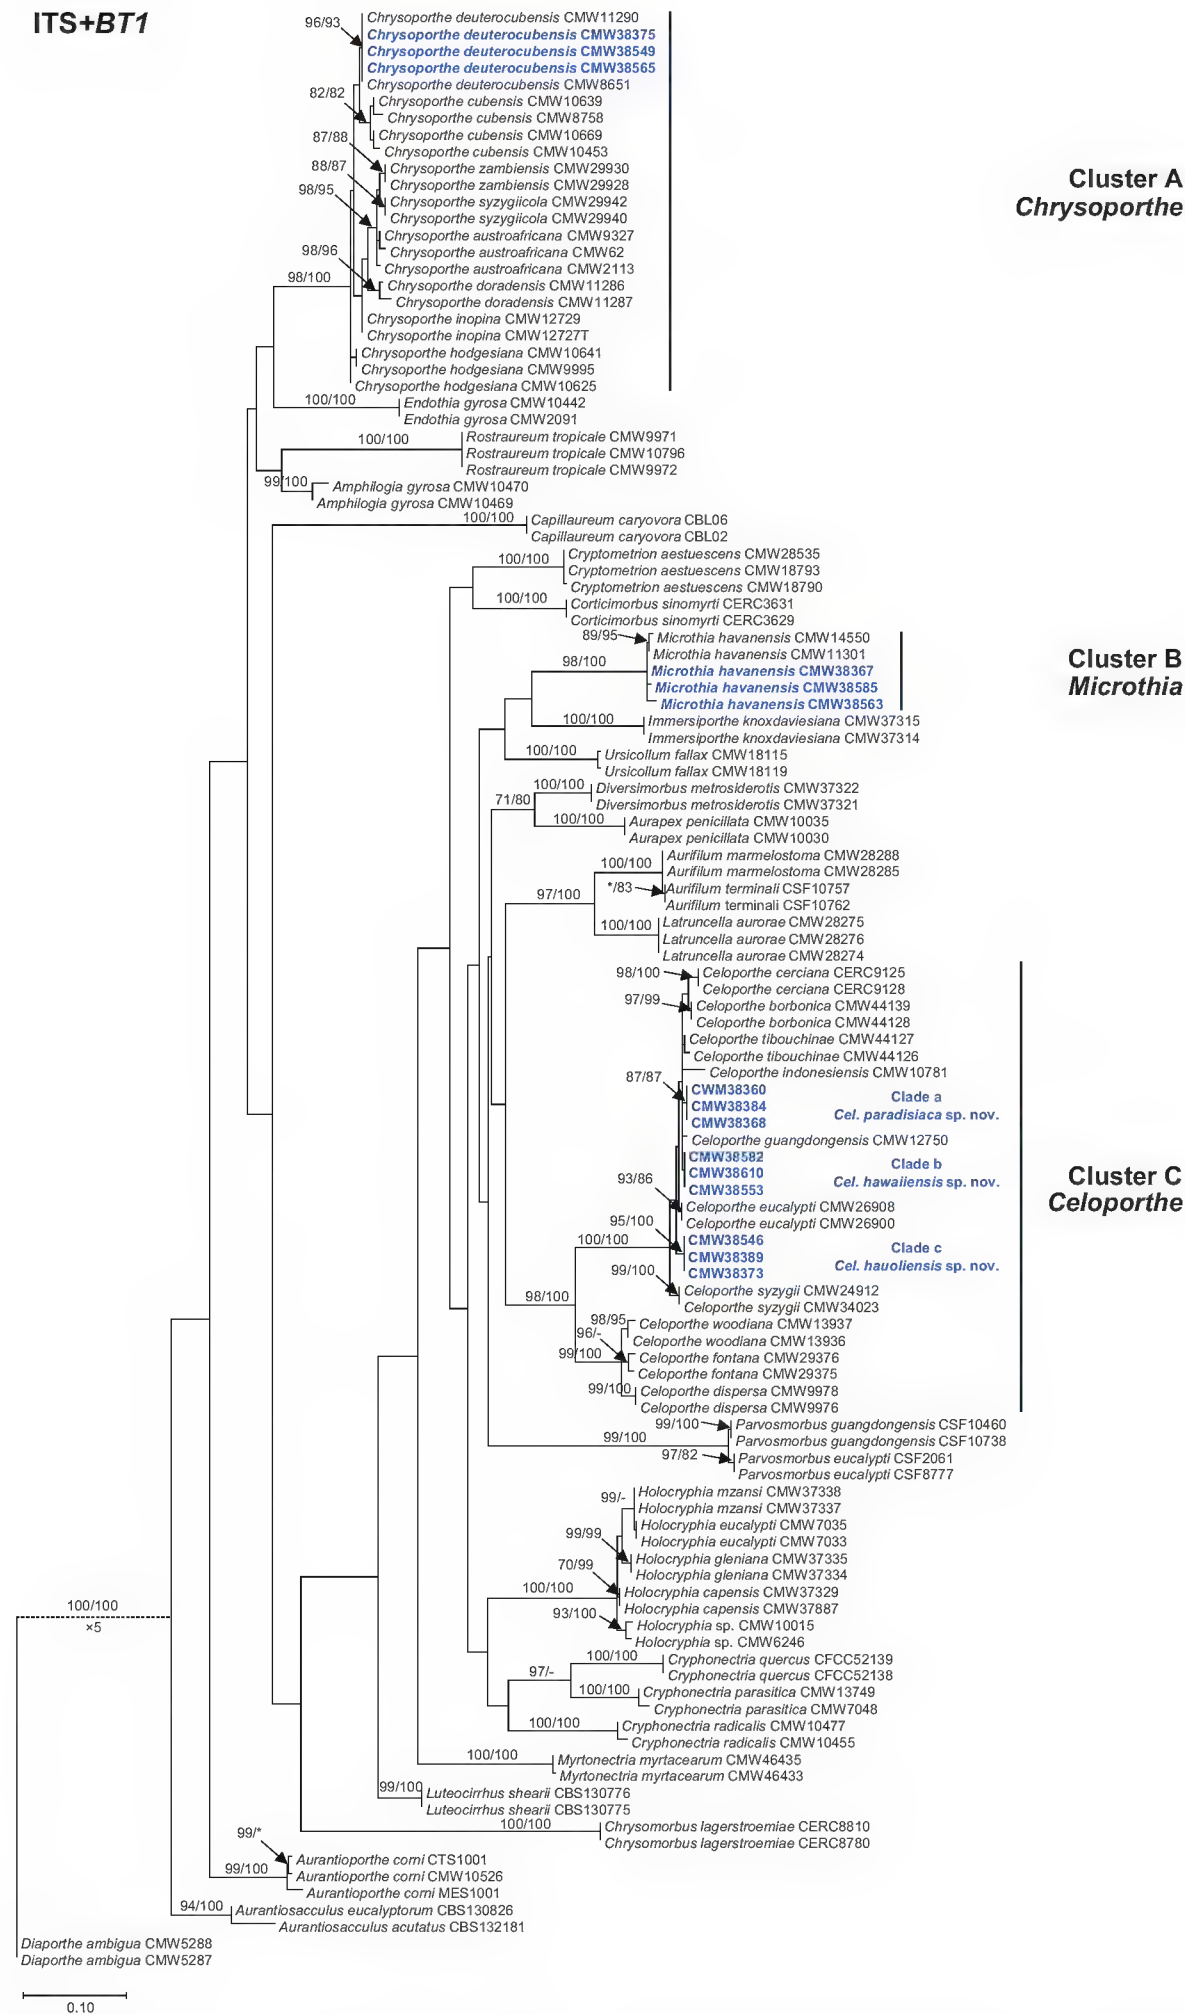 ITS+BT1
96/93
Chrysoporthe deuterocubensis CMW11290
Chrysoporthe deuterocubensis CMW38375
Chrysoporthe deuterocubensis CMW38549
Chrysoporthe deuterocubensis CMW38565
Chrysoporthe deuterocubensis CMW8651
82/82
Chrysoporthe cubensis CMW10639
Chrysoporthe cubensis CMW8758
Chrysoporthe cubensis CMW10669
87/88
Chrysoporthe cubensis CMW10453
88/87
Chrysoporthe zambiensis CMW29930
Chrysoporthe zambiensis CMW29928
98/95
Chrysoporthe syzygiicola CMW29942
Chrysoporthe syzygiicola CMW29940
Chrysoporthe austroafricana CMW9327
98/96
Chrysoporthe austroafricana CMW62
Chrysoporthe austroafricana CMW2113
98/100
Chrysoporthe doradensis CMW11286
Chrysoporthe doradensis CMW11287
Chrysoporthe inopina CMW12729
Chrysoporthe inopina CMW12727T
Chrysoporthe hodgesiana CMW10641
Chrysoporthe hodgesiana CMW9995
Chrysoporthe hodgesiana CMW10625
Cluster A
Chrysoporthe
100/100
Endothia gyrosa CMW10442
Endothia gyrosa CMW2091
100/100
Rostraureum tropicale CMW9971
Rostraureum tropicale CMW10796
Rostraureum tropicale CMW9972
99/100
Amphilogia gyrosa CMW10470
Amphilogia gyrosa CMW10469
100/100
Capillaureum caryovora CBL06
Capillaureum caryovora CBL02
100/100
Cryptometrion aestuescens CMW28535
Cryptometrion aestuescens CMW18793
Cryptometrion aestuescens CMW18790
100/100
Corticimorbus sinomyrti CERC3631
Corticimorbus sinomyrti CERC3629
89/95
Microthia havanensis CMW14550
Microthia havanensis CMW11301
98/100
Microthia havanensis CMW38367
Microthia havanensis CMW38585
Microthia havanensis CMW38563
Cluster B
Microthia
100/100
Immersiporthe knoxdaviesiana CMW37315
Immersiporthe knoxdaviesiana CMW37314
100/100
Ursicollum fallax CMW18115
Ursicollum fallax CMW18119
71/80
100/100
Diversimorbus metrosiderotis CMW37322
Diversimorbus metrosiderotis CMW37321
100/100
Aurapex penicillata CMW10035
Aurapex penicillata CMW10030
97/100
100/100
Aurifilum marmelostoma CMW28288
Aurifilum marmelostoma CMW28285
*/83
Aurifilum terminali CSF10757
Aurifilum terminali CSF10762
100/100
Latruncella aurorae CMW28275
Latruncella aurorae CMW28276
Latruncella aurorae CMW28274
98/100
Celoporthe cerciana CERC9125
Celoporthe cerciana CERC9128
97/99
Celoporthe borbonica CMW44139
Celoporthe borbonica CMW44128
Celoporthe tibouchinae CMW44127
Celoporthe tibouchinae CMW44126
Celoporthe indonesiensis CMW10781
87/87
CWM38360
CMW38384
CMW38368
Clade a
Cel. paradisiaca sp. nov.
Celoporthe guangdongensis CMW12750
CMW38582
CMW38610
CMW38553
Clade b
Cel. hawaiiensis sp. nov.
93/86
Celoporthe eucalypti CMW26908
Celoporthe eucalypti CMW26900
95/100
CMW38546
CMW38389
CMW38373
Clade c
Cel. hauoliensis sp. nov.
100/100
99/100
Celoporthe syzygii CMW24912
Celoporthe syzygii CMW34023
98/100
98/95
Celoporthe woodiana CMW13937
Celoporthe woodiana CMW13936
96/-
99/100
Celoporthe fontana CMW29376
Celoporthe fontana CMW29375
99/100
Celoporthe dispersa CMW9978
Celoporthe dispersa CMW9976
Cluster C
Celoporthe
99/100
99/100
Parvosmorbus guangdongensis CSF10460
Parvosmorbus guangdongensis CSF10738
97/82
Parvosmorbus eucalypti CSF2061
Parvosmorbus eucalypti CSF8777
99/-
Holocryphia mzansi CMW37338
Holocryphia mzansi CMW37337
Holocryphia eucalypti CMW7035
Holocryphia eucalypti CMW7033
99/99
Holocryphia gleniana CMW37335
Holocryphia gleniana CMW37334
70/99
100/100
Holocryphia capensis CMW37329
Holocryphia capensis CMW37887
93/100
Holocryphia sp. CMW10015
Holocryphia sp. CMW6246
97/-
100/100
Cryphonectria quercus CFCC52139
Cryphonectria quercus CFCC52138
100/100
Cryphonectria parasitica CMW13749
Cryphonectria parasitica CMW7048
100/100
Cryphonectria radicalis CMW10477
Cryphonectria radicalis CMW10455
100/100
Myrtonectria myrtacearum CMW46435
Myrtonectria myrtacearum CMW46433
99/100
Luteocirrhus shearii CBS130776
Luteocirrhus shearii CBS130775
100/100
Chrysomorbus lagerstroemiae CERC8810
Chrysomorbus lagerstroemiae CERC8780
99/*
99/100
Aurantioporthe corni CTS1001
Aurantioporthe corni CMW10526
Aurantioporthe corni MES1001
94/100
Aurantiosacculus eucalyptorum CBS130826
Aurantiosacculus acutatus CBS132181
100/100
×5
Diaporthe ambigua CMW5288
Diaporthe ambigua CMW5287
0.10